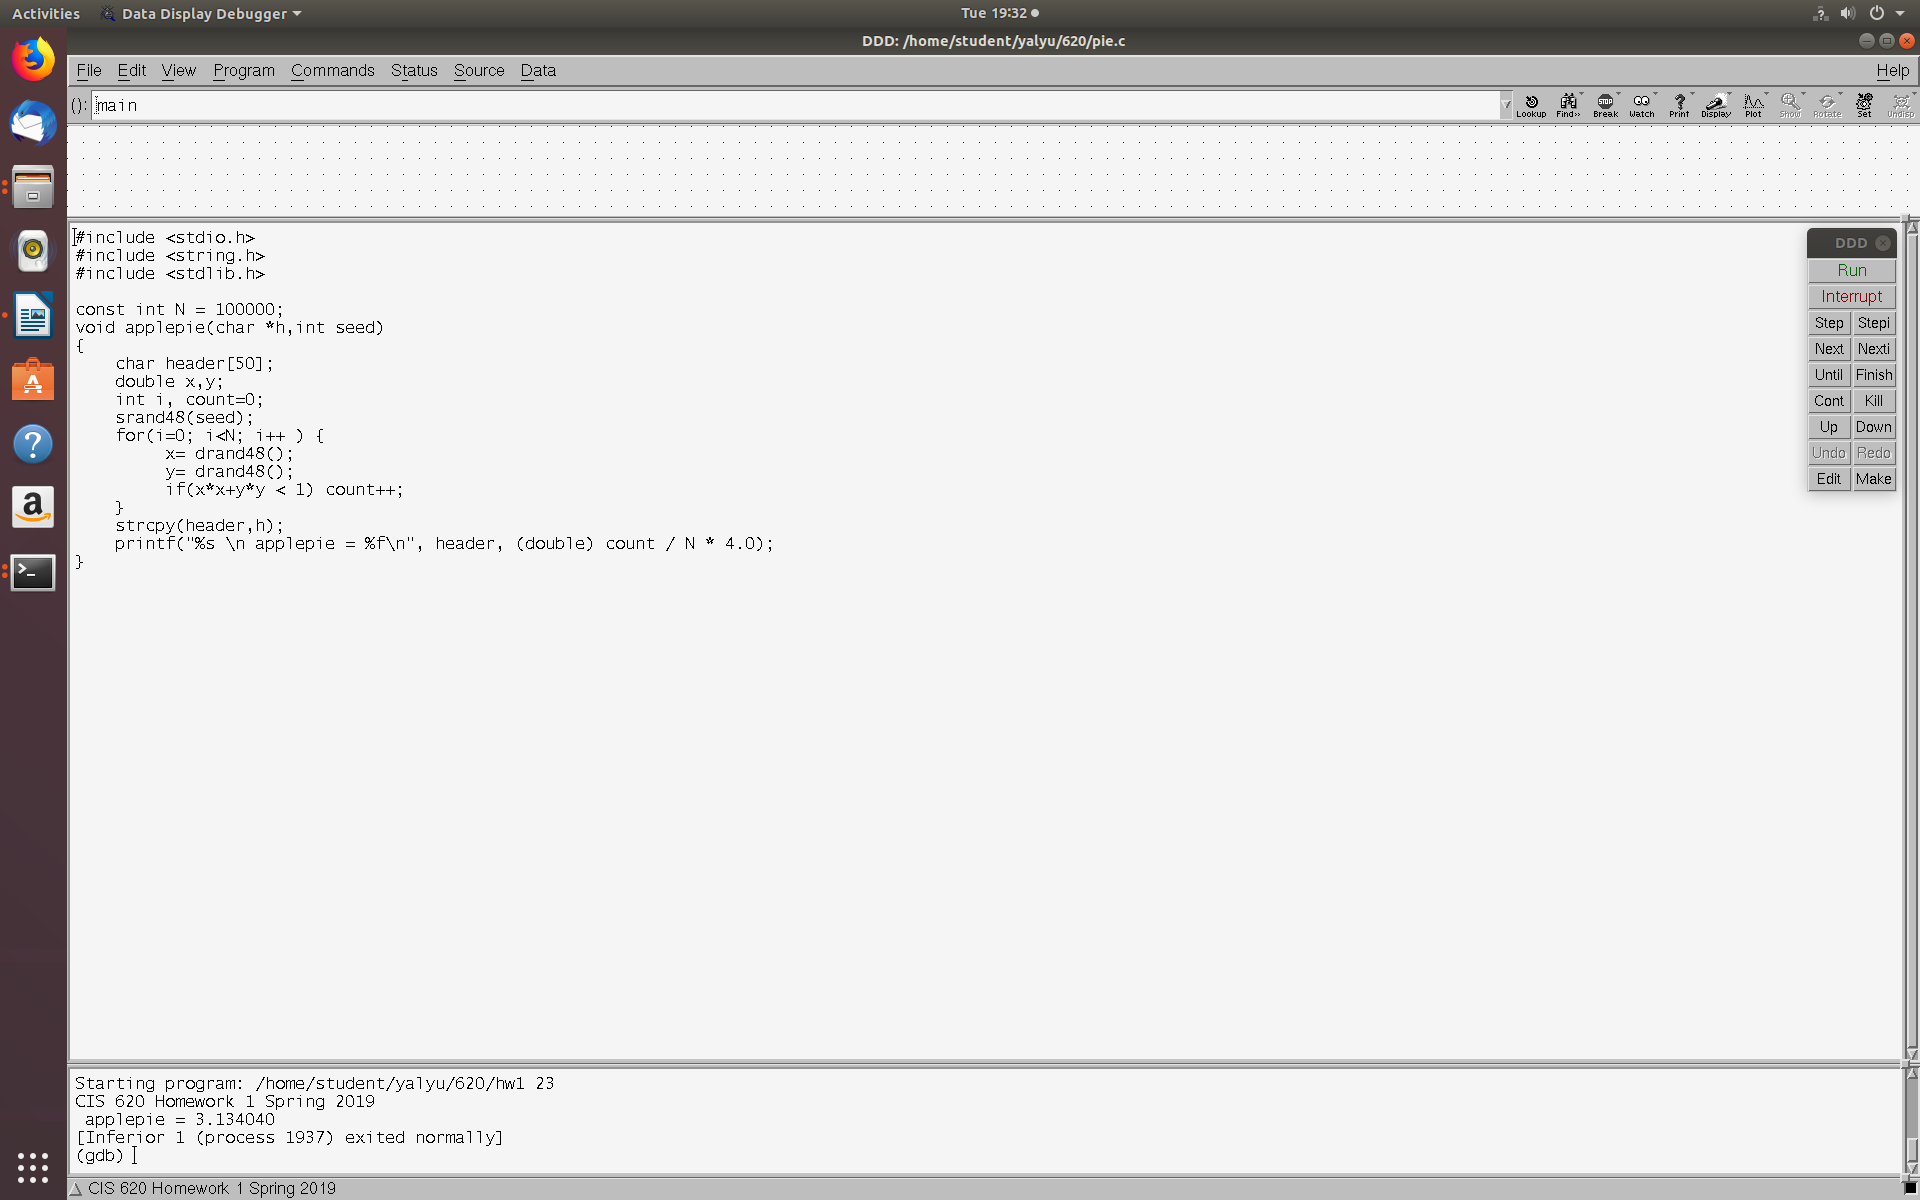 Activities Data Display Debugger Tue 19:32
DDD: /home/student/yalyu/620/pie.c
File Edit View Program Commands Status Source Data Help
(): main
Lookup Find>> Break Watch Print Display Plot Show Rotate Set Undisp
#include <stdio.h>
#include <string.h>
#include <stdlib.h>
const int N = 100000;
void applepie(char *h,int seed)
{
    char header[50];
    double x,y;
    int i, count=0;
    srand48(seed);
    for(i=0; i<N; i++ ) {
         x= drand48();
         y= drand48();
         if(x*x+y*y < 1) count++;
    }
    strcpy(header,h);
    printf("%s \n applepie = %f\n", header, (double) count / N * 4.0);
}
DDD
Run
Interrupt
Step Stepi
Next Nexti
Until Finish
Cont Kill
Up Down
Undo Redo
Edit Make
Starting program: /home/student/yalyu/620/hw1 23
CIS 620 Homework 1 Spring 2019
 applepie = 3.134040
[Inferior 1 (process 1937) exited normally]
(gdb)
CIS 620 Homework 1 Spring 2019